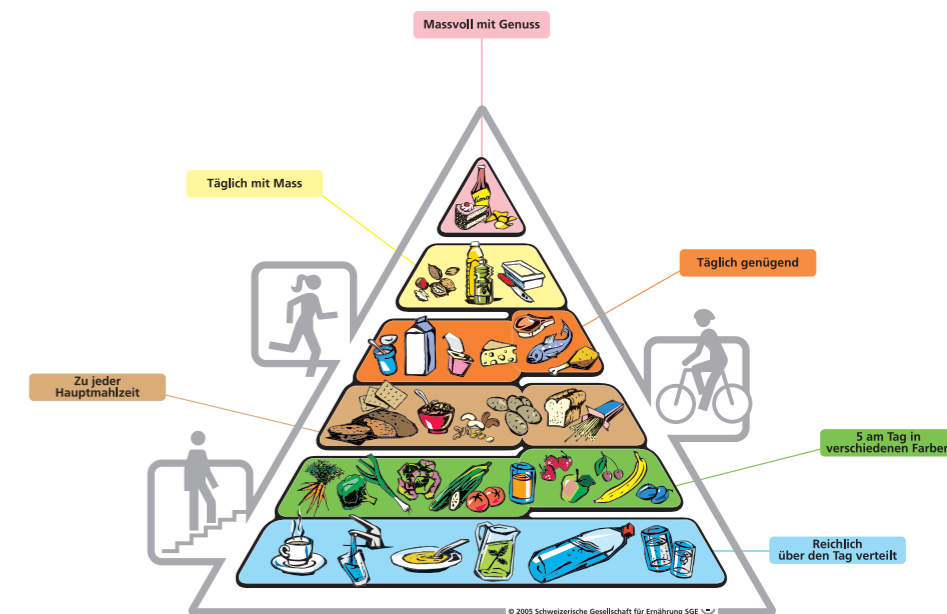 Massvoll mit Genuss
Täglich mit Mass
Täglich genügend
Zu jeder
Hauptmahlzeit
5 am Tag in
verschiedenen Farben
Reichlich
über den Tag verteilt
© 2005 Schweizerische Gesellschaft für Ernährung SGE